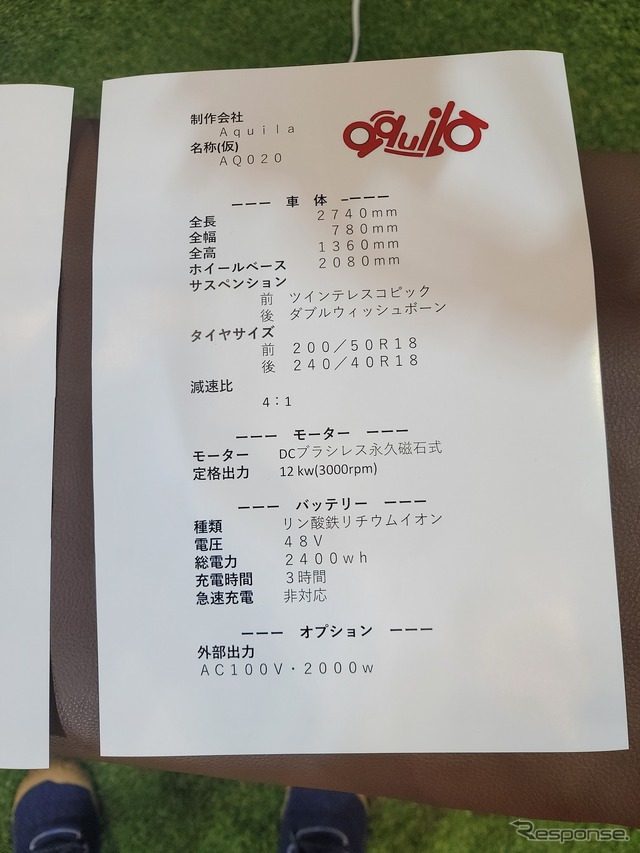 制作会社
Aquila
名称(仮)
AQ020
aquila
ーーー 車 体 −ーーー
全長 2740mm
全幅 780mm
全高 1360mm
ホイールベース 2080mm
サスペンション
前 ツインテレスコピック
後 ダブルウィッシュボーン
タイヤサイズ
前 200／50R18
後 240／40R18
減速比
4：1
ーーー モーター ーーー
モーター DCブラシレス永久磁石式
定格出力 12 kw(3000rpm)
ーーー バッテリー ーーー
種類 リン酸鉄リチウムイオン
電圧 48V
総電力 2400wh
充電時間 3時間
急速充電 非対応
ーーー オプション ーーー
外部出力
AC100V・2000w
Response.